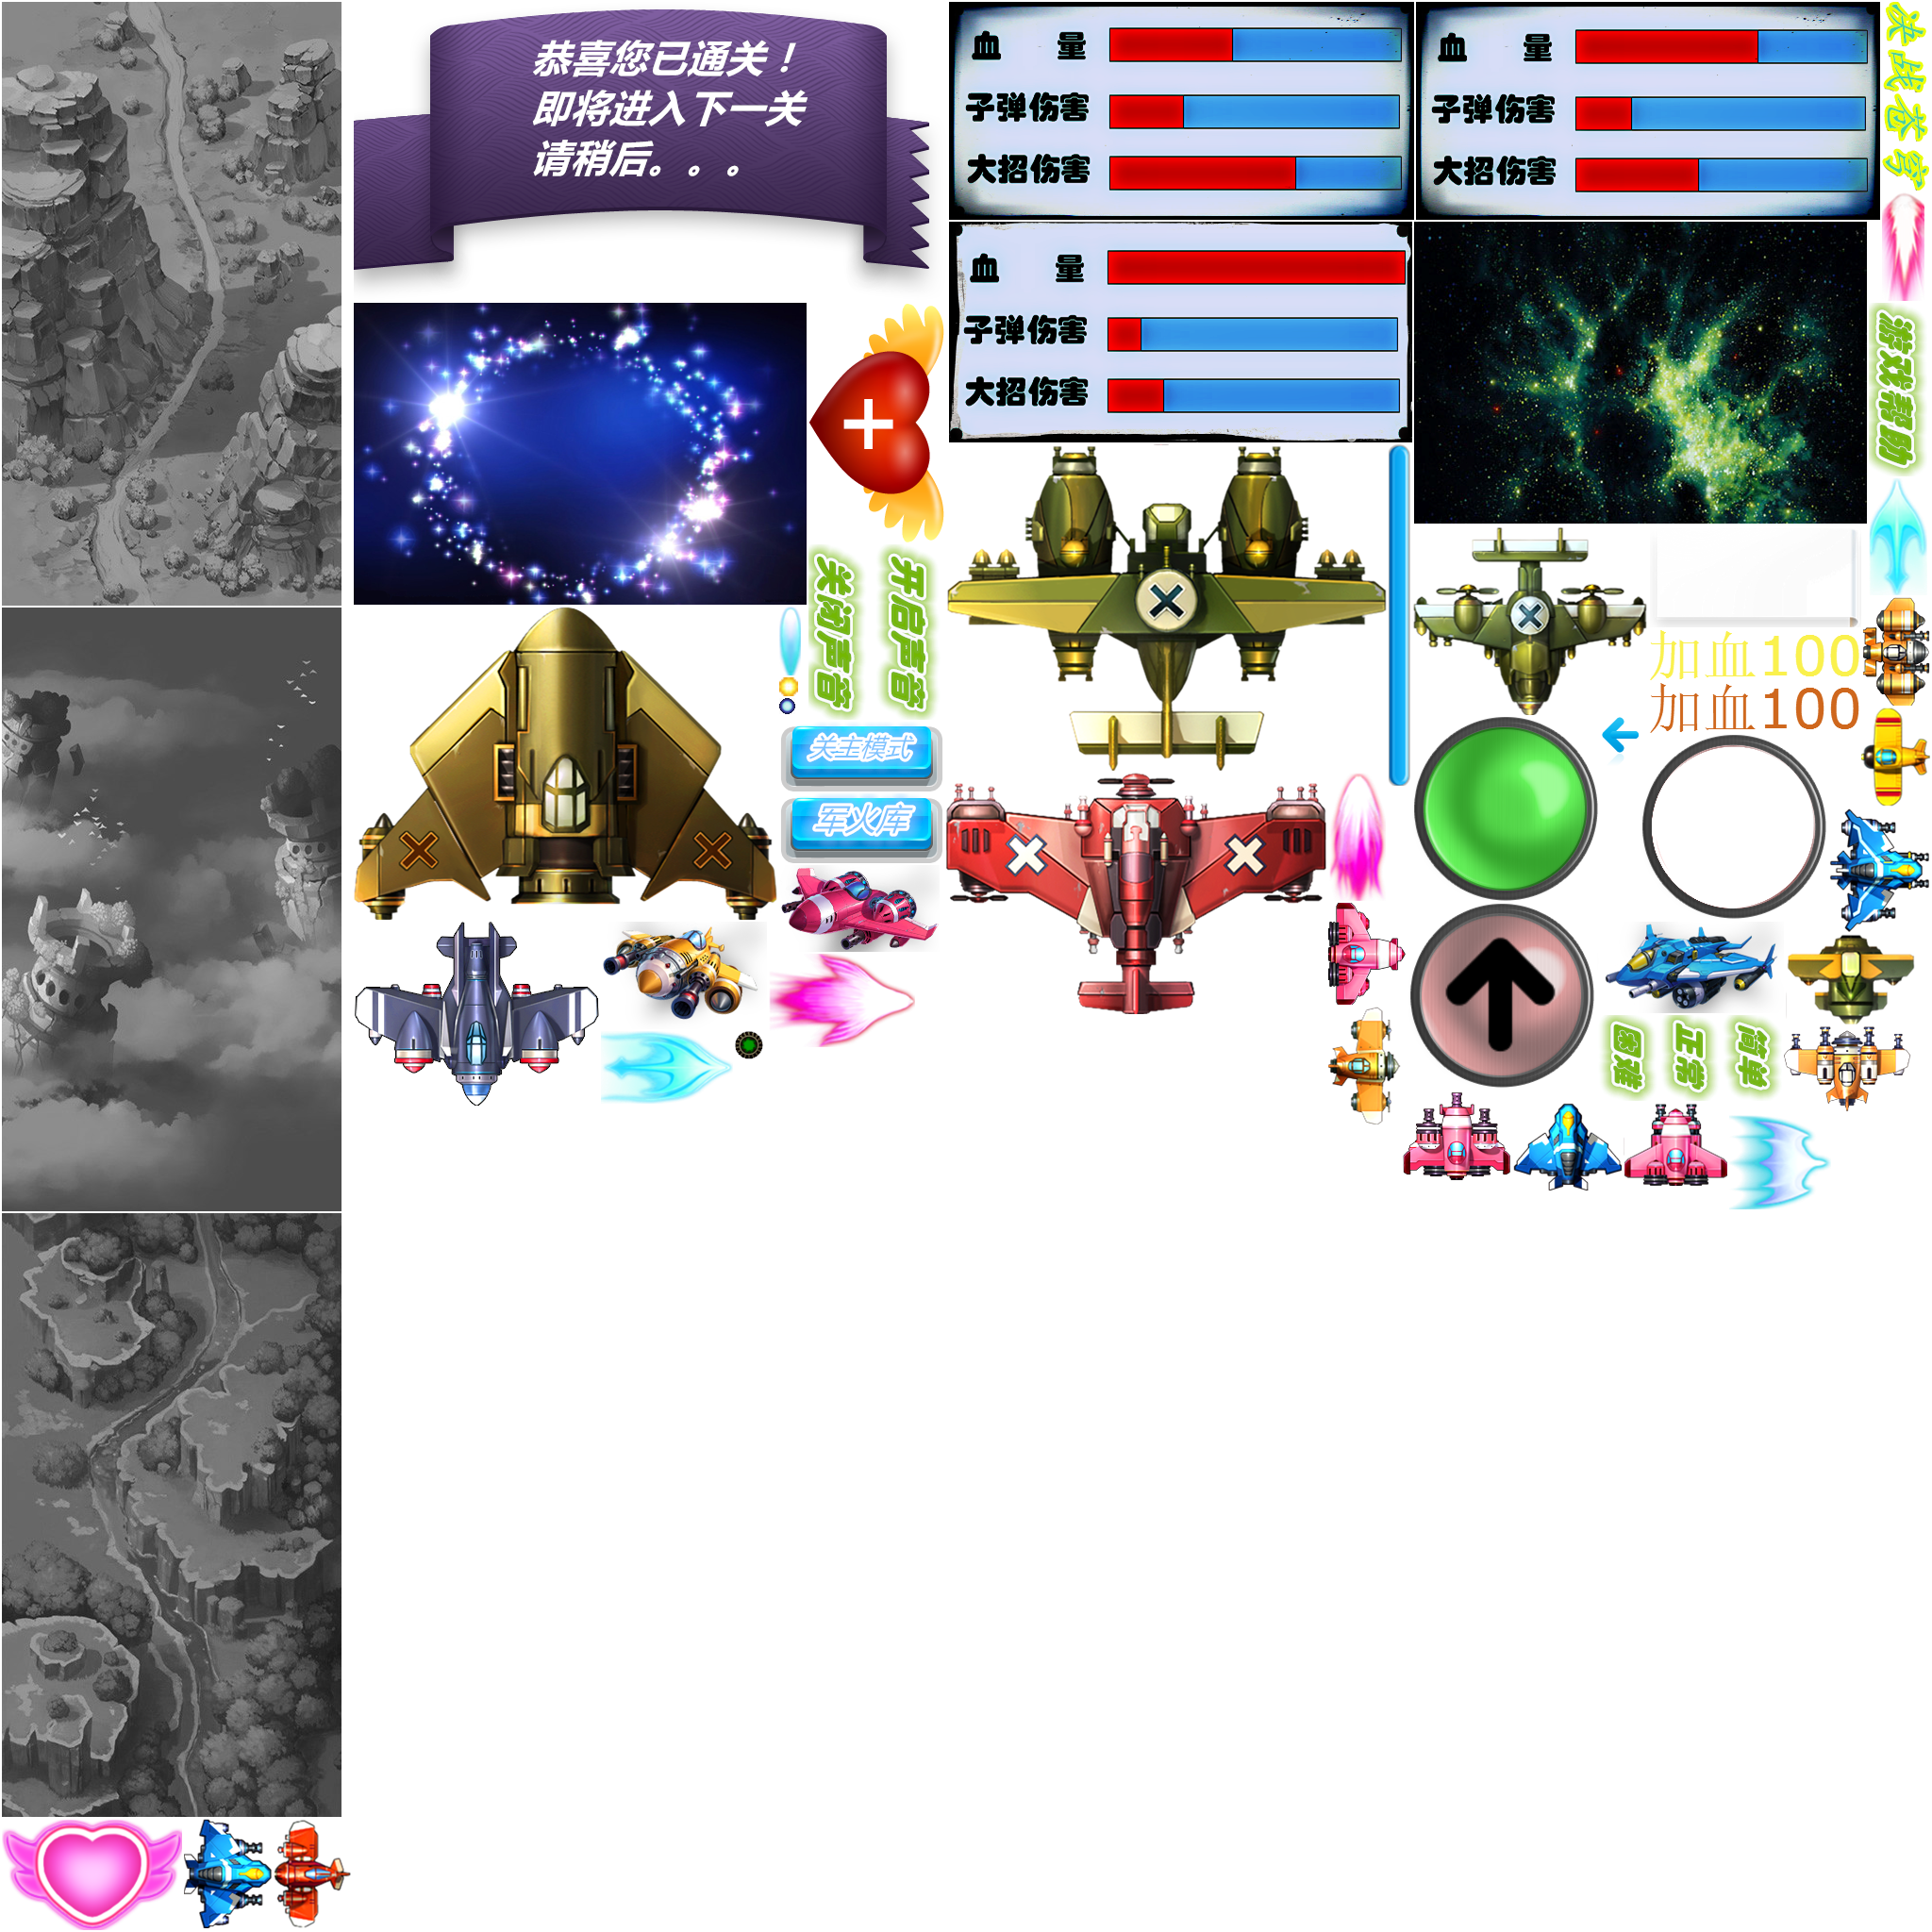 恭喜您已通关！
即将进入下一关
请稍后。。。
血 量
子弹伤害
大招伤害
血 量
子弹伤害
大招伤害
决战苍穹
血 量
子弹伤害
大招伤害
游戏帮助
关闭声音
开启声音
加血100
加血100
关主模式
军火库
困难
正常
简单